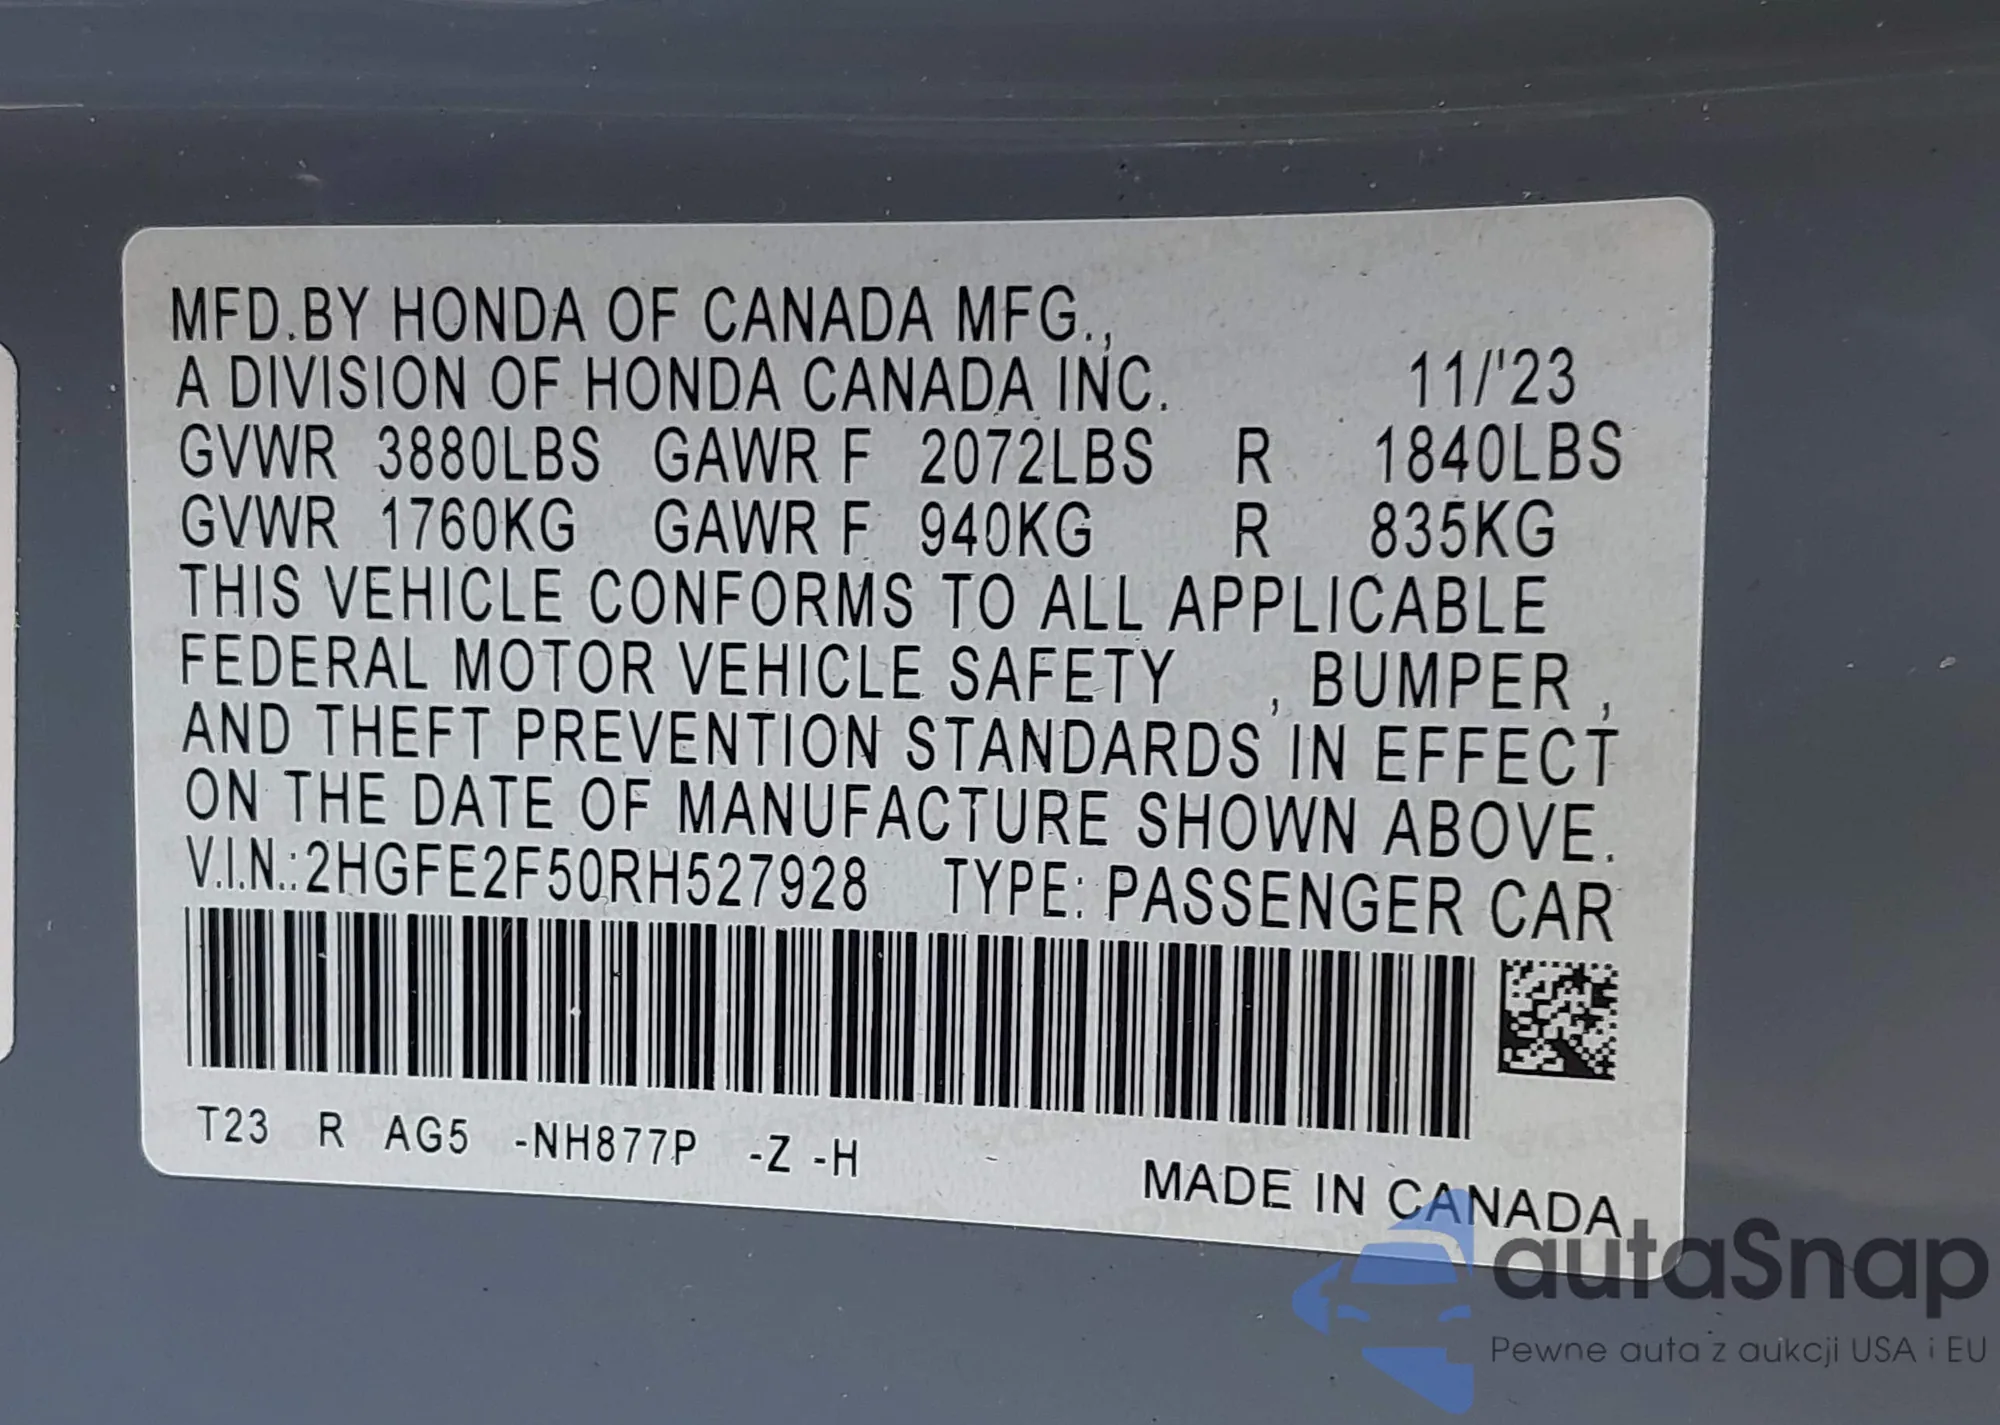 MFD.BY HONDA OF CANADA MFG.,
A DIVISION OF HONDA CANADA INC. 11/'23
GVWR 3880LBS GAWR F 2072LBS R 1840LBS
GVWR 1760KG GAWR F 940KG R 835KG
THIS VEHICLE CONFORMS TO ALL APPLICABLE
FEDERAL MOTOR VEHICLE SAFETY , BUMPER ,
AND THEFT PREVENTION STANDARDS IN EFFECT
ON THE DATE OF MANUFACTURE SHOWN ABOVE.
V.I.N.:2HGFE2F50RH527928 TYPE: PASSENGER CAR
T23 R AG5 -NH877P -Z -H
MADE IN CANADA
autaSnap
Pewne auta z aukcji USA i EU